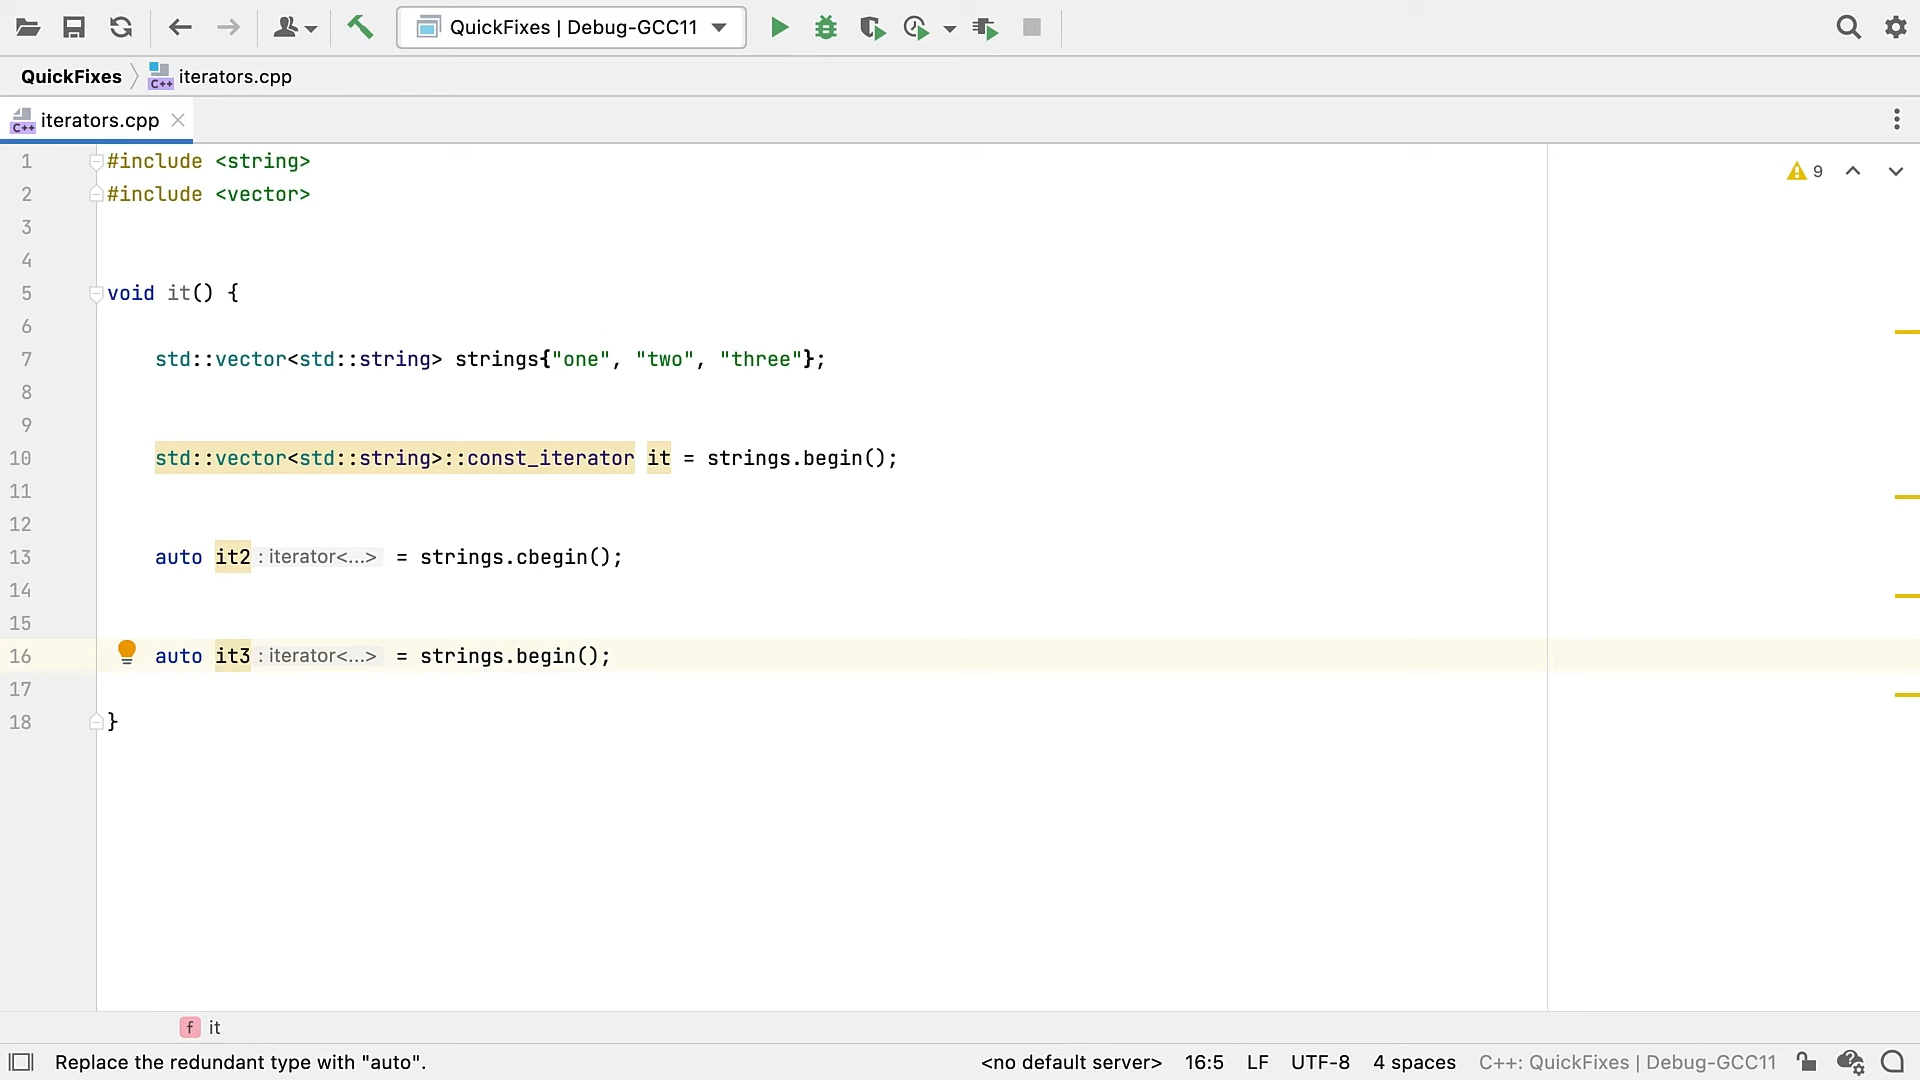 QuickFixes | Debug-GCC11
QuickFixes iterators.cpp
iterators.cpp
9
1 #include <string>
2 #include <vector>
3
4
5 void it() {
6
7 std::vector<std::string> strings{"one", "two", "three"};
8
9
10 std::vector<std::string>::const_iterator it = strings.begin();
11
12
13 auto it2 : iterator<...> = strings.cbegin();
14
15
16 auto it3 : iterator<...> = strings.begin();
17
18 }
f it
Replace the redundant type with "auto". <no default server> 16:5 LF UTF-8 4 spaces C++: QuickFixes | Debug-GCC11